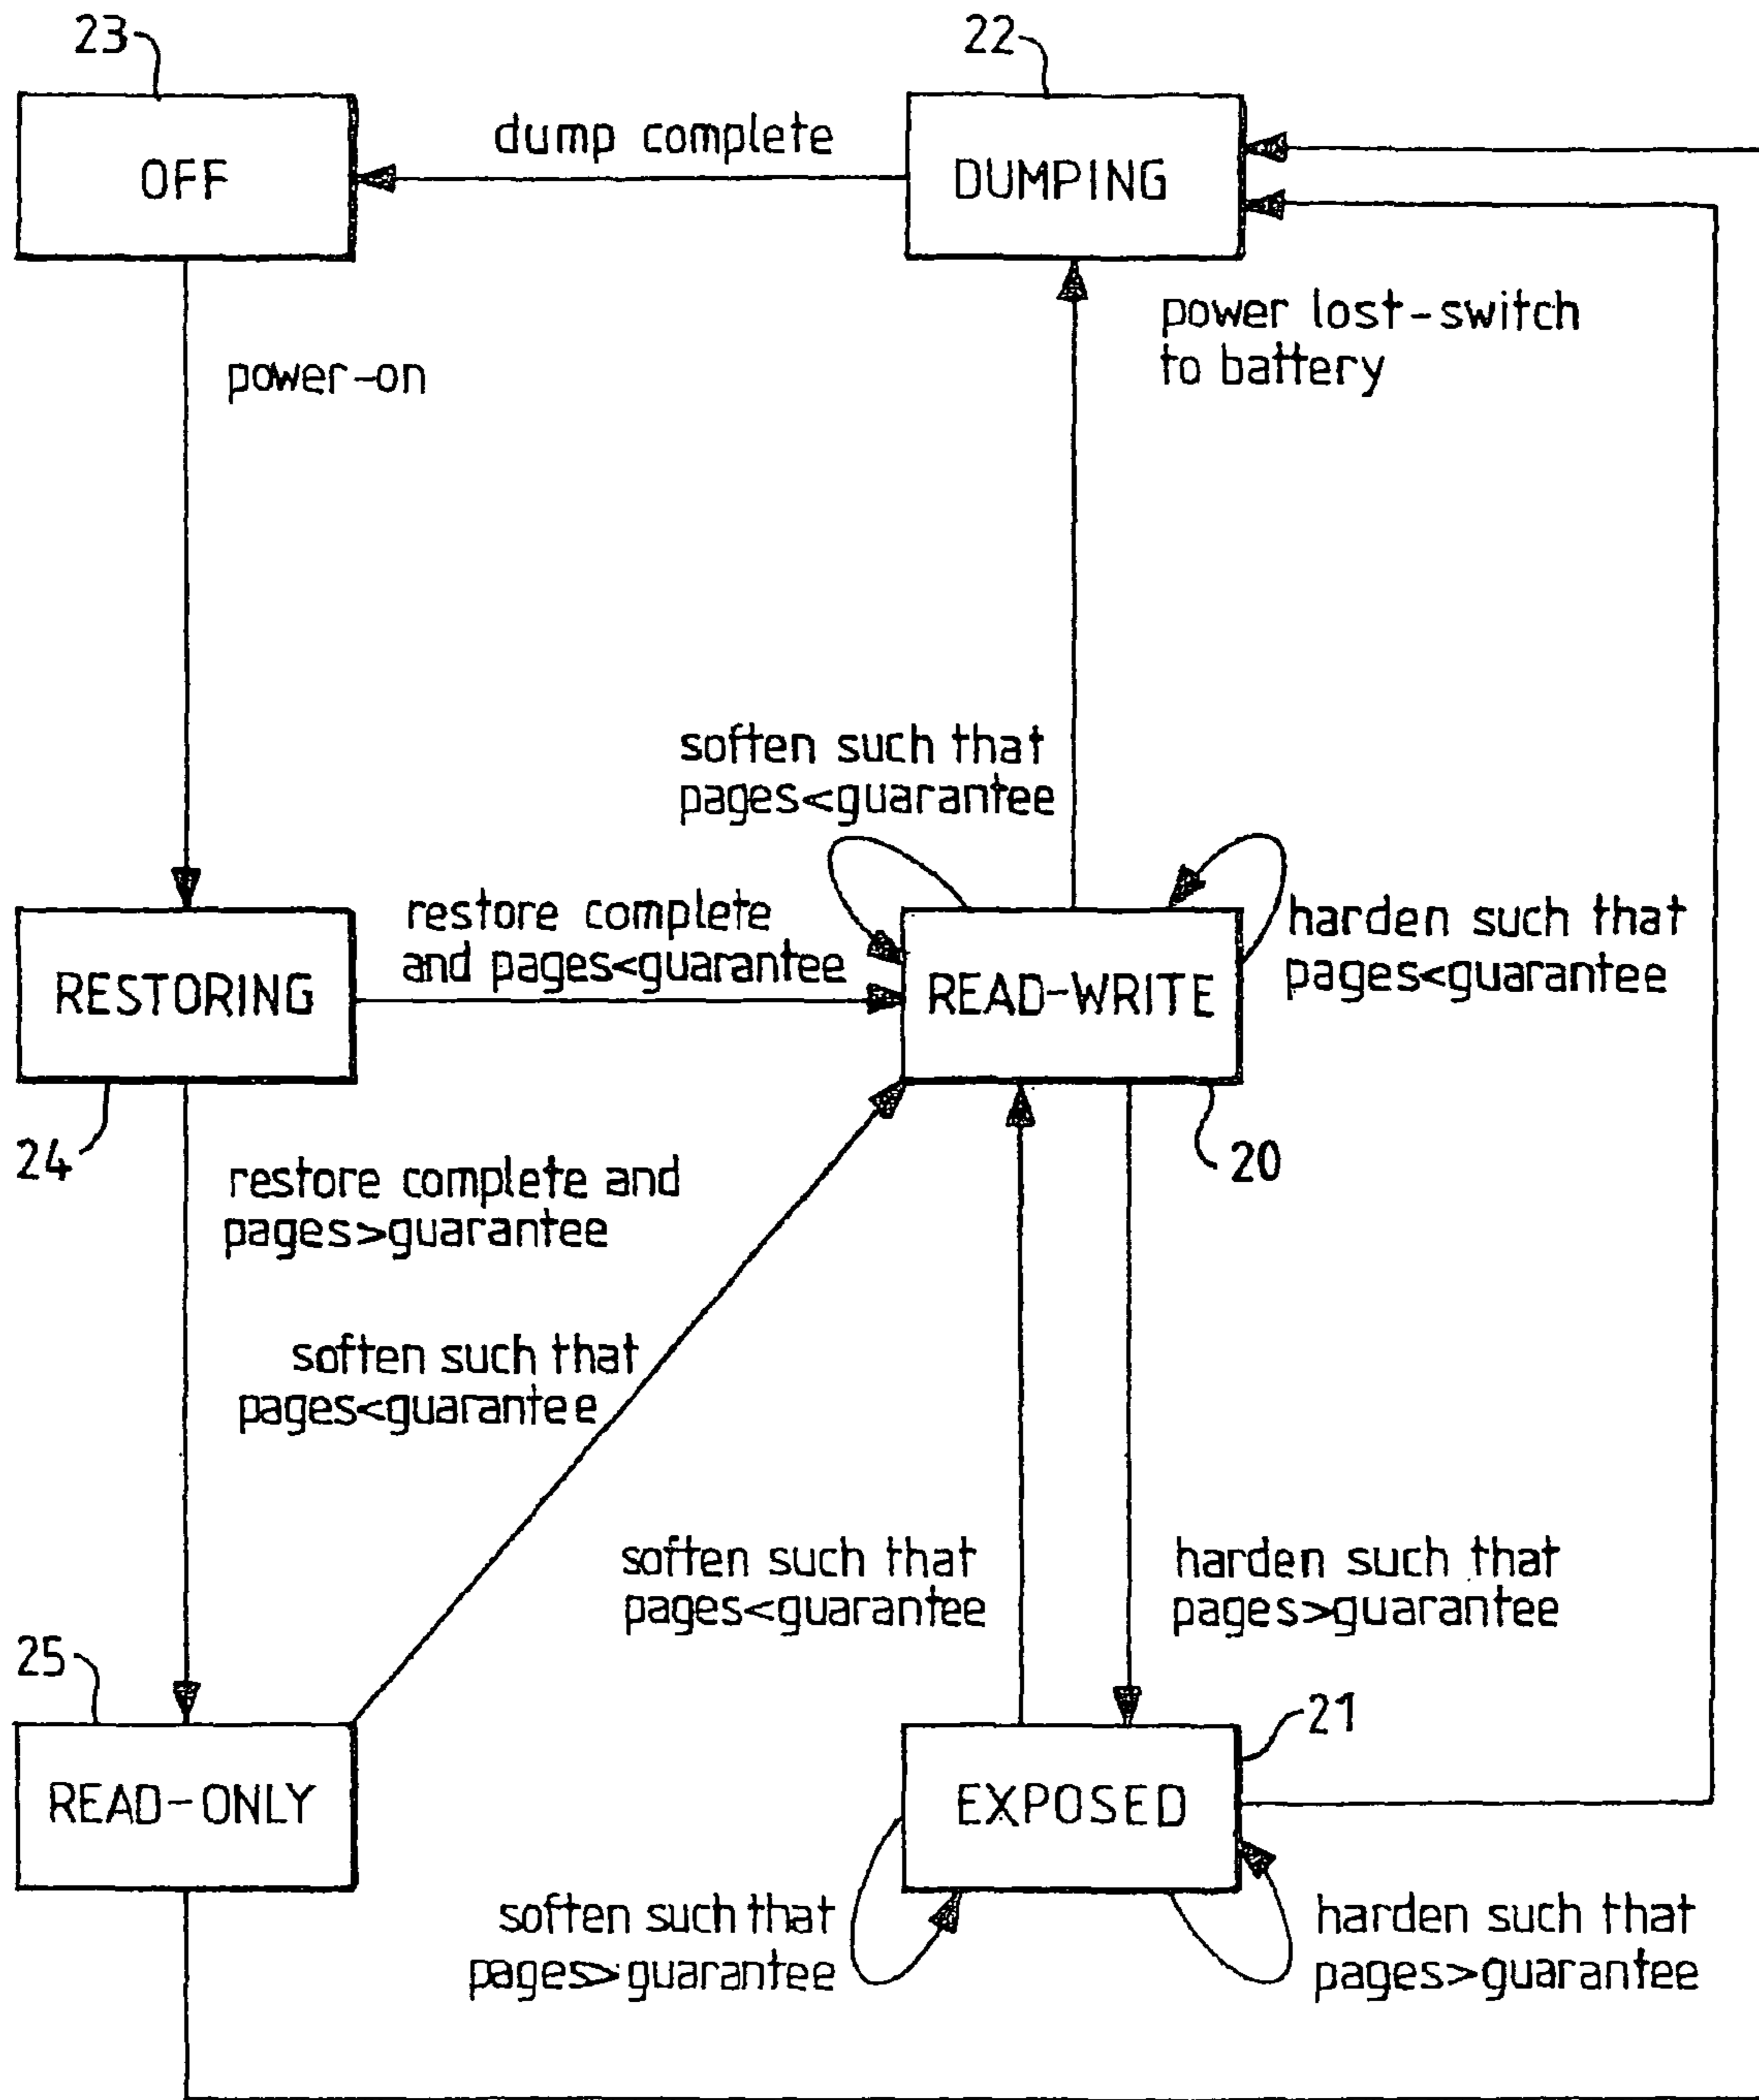 23
22
OFF
dump complete
DUMPING
power lost-switch
to battery
power-on
soften such that
pages<guarantee
restore complete
and pages<guarantee
harden such that
pages<guarantee
RESTORING
READ-WRITE
24
20
restore complete and
pages>guarantee
soften such that
pages<guarantee
soften such that
pages<guarantee
harden such that
pages>guarantee
25
21
READ-ONLY
EXPOSED
soften such that
pages>guarantee
harden such that
pages>guarantee